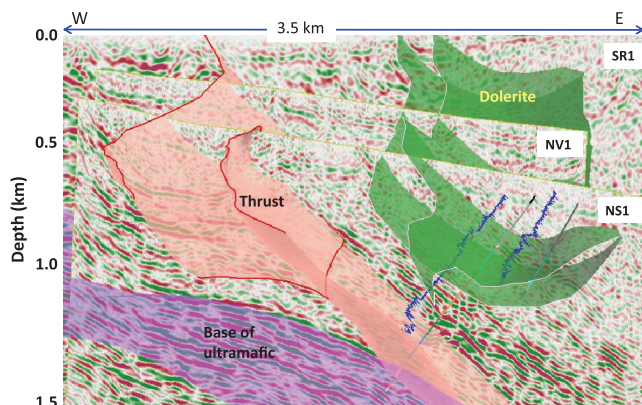 W
E
3.5 km
0.0
SR1
Dolerite
NV1
0.5
Depth (km)
Thrust
NS1
1.0
Base of
ultramafic
1.5